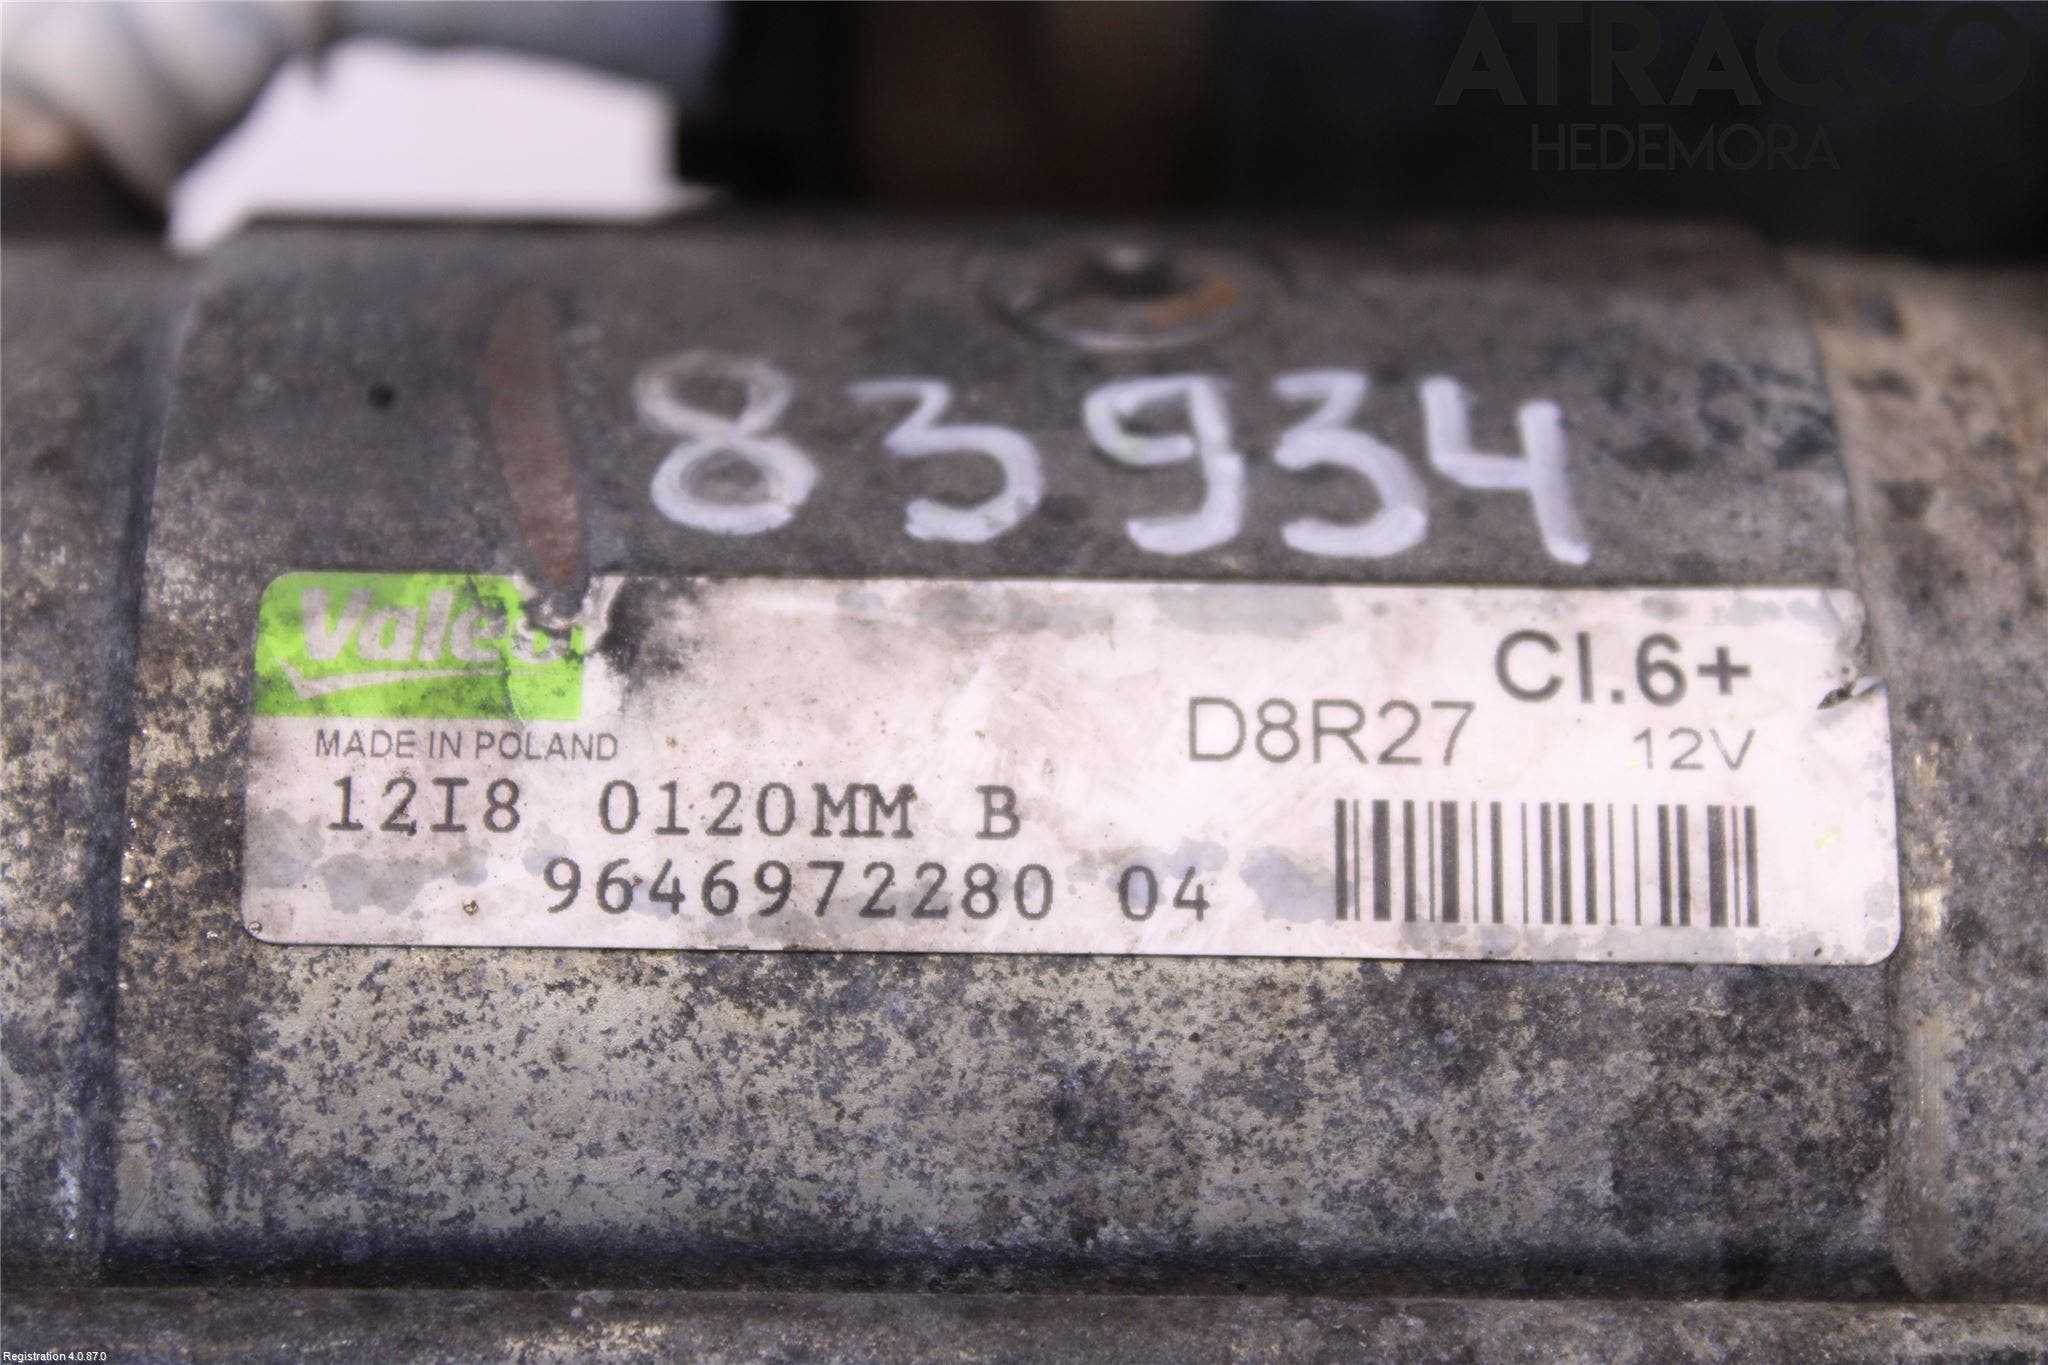 ATRACCO
HEDEMORA
83934
Valeo
CI.6+
D8R27
12V
MADE IN POLAND
12I8 0120MM B
9646972280 04
Registration 4.0.87.0